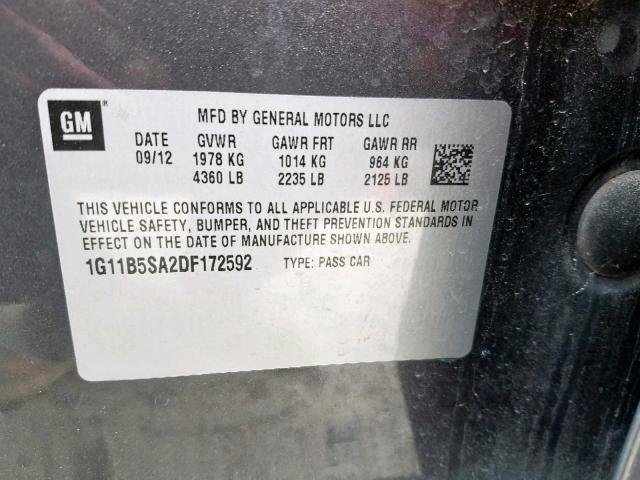 GM®
MFD BY GENERAL MOTORS LLC
DATE GVWR GAWR FRT GAWR RR
09/12 1978 KG 1014 KG 964 KG
4360 LB 2235 LB 2125 LB
THIS VEHICLE CONFORMS TO ALL APPLICABLE U.S. FEDERAL MOTOR
VEHICLE SAFETY, BUMPER, AND THEFT PREVENTION STANDARDS IN
EFFECT ON THE DATE OF MANUFACTURE SHOWN ABOVE.
1G11B5SA2DF172592 TYPE: PASS CAR